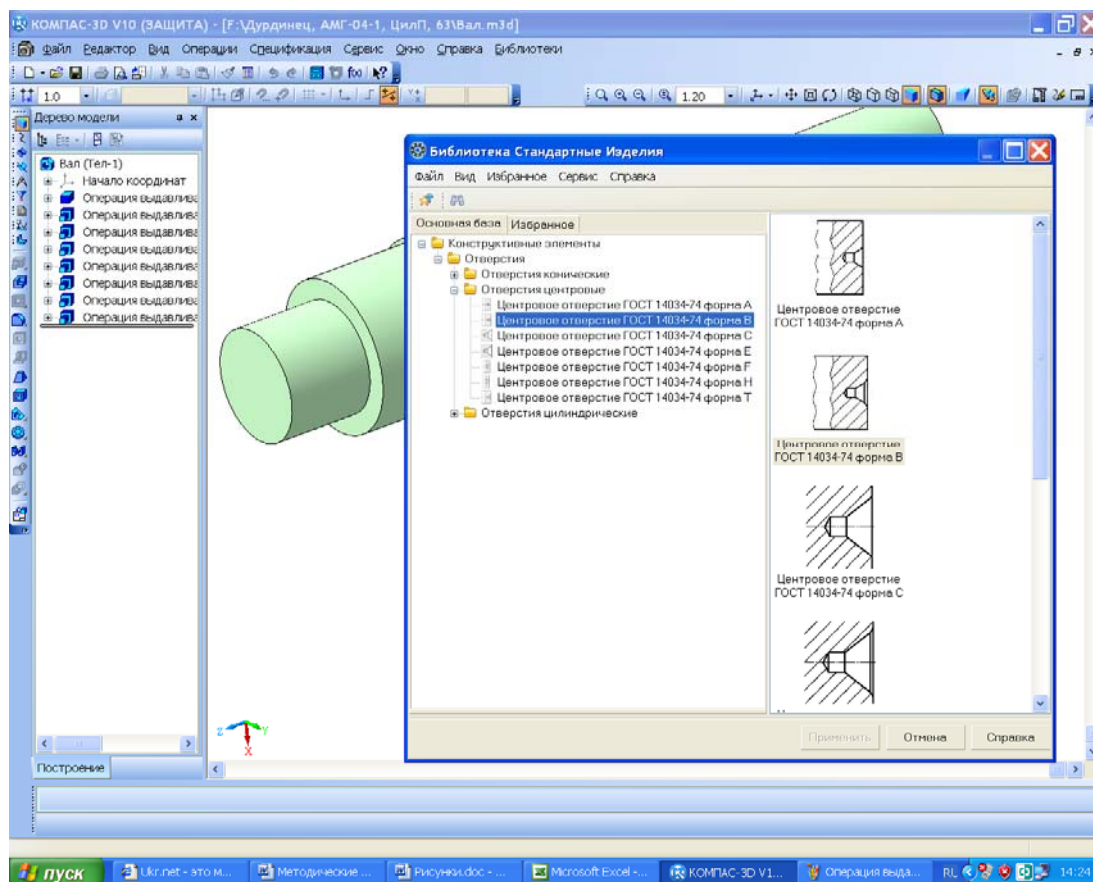 КОМПАС-3D V10 (ЗАЩИТА) - [F:\Дурдинец, АМГ-04-1, ЦилП, 63\Вал.m3d]
Файл Редактор Вид Операции Спецификация Сервис Окно Справка Библиотеки
1.0
1.20
Дерево модели
Вал (Тел-1)
Начало координат
Операция выдавлива
Операция выдавлива
Операция выдавлива
Операция выдавлива
Операция выдавлива
Операция выдавлива
Операция выдавлива
Операция выдавлива
Построение
Z Y
X
Библиотека Стандартные Изделия
Файл Вид Избранное Сервис Справка
Основная база Избранное
Конструктивные элементы
Отверстия
Отверстия конические
Отверстия центровые
Центровое отверстие ГОСТ 14034-74 форма A
Центровое отверстие ГОСТ 14034-74 форма B
Центровое отверстие ГОСТ 14034-74 форма C
Центровое отверстие ГОСТ 14034-74 форма E
Центровое отверстие ГОСТ 14034-74 форма F
Центровое отверстие ГОСТ 14034-74 форма H
Центровое отверстие ГОСТ 14034-74 форма T
Отверстия цилиндрические
Центровое отверстие
ГОСТ 14034-74 форма A
Центровое отверстие
ГОСТ 14034-74 форма B
Центровое отверстие
ГОСТ 14034-74 форма C
Применить Отмена Справка
пуск Ukr.net - это м... Методические ... Рисунки.doc - ... Microsoft Excel -... КОМПАС-3D V1... Операция выда... RU 14:24